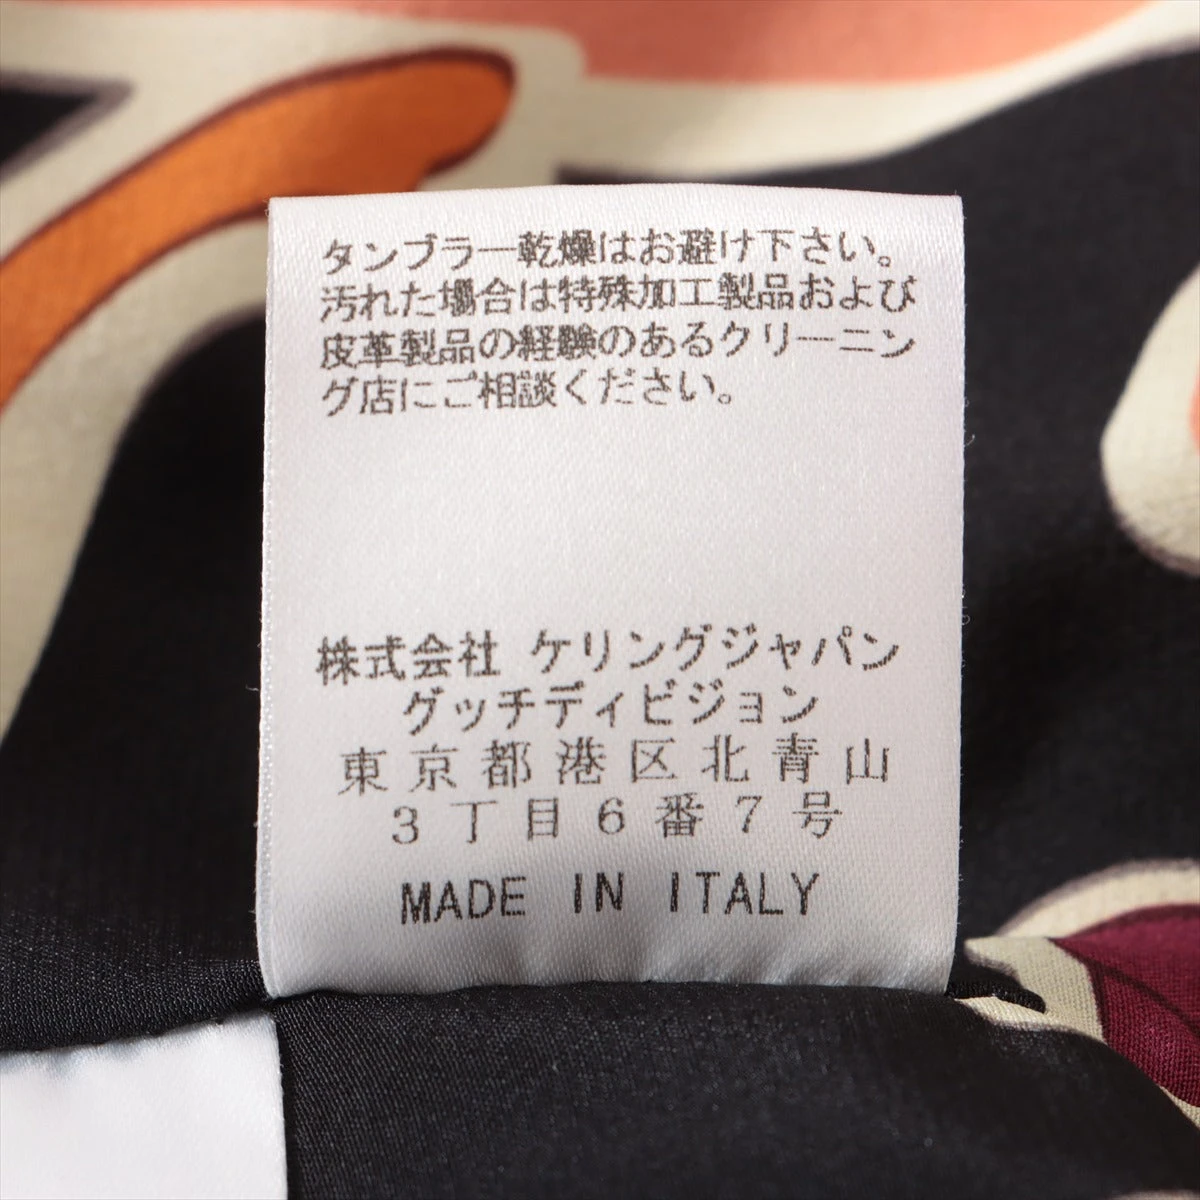 タンブラー乾燥はお避け下さい。
汚れた場合は特殊加工製品および
皮革製品の経験のあるクリーニン
グ店にご相談ください。
株式会社 ケリングジャパン
グッチディビジョン
東京都港区北青山
3丁目6番7号
MADE IN ITALY